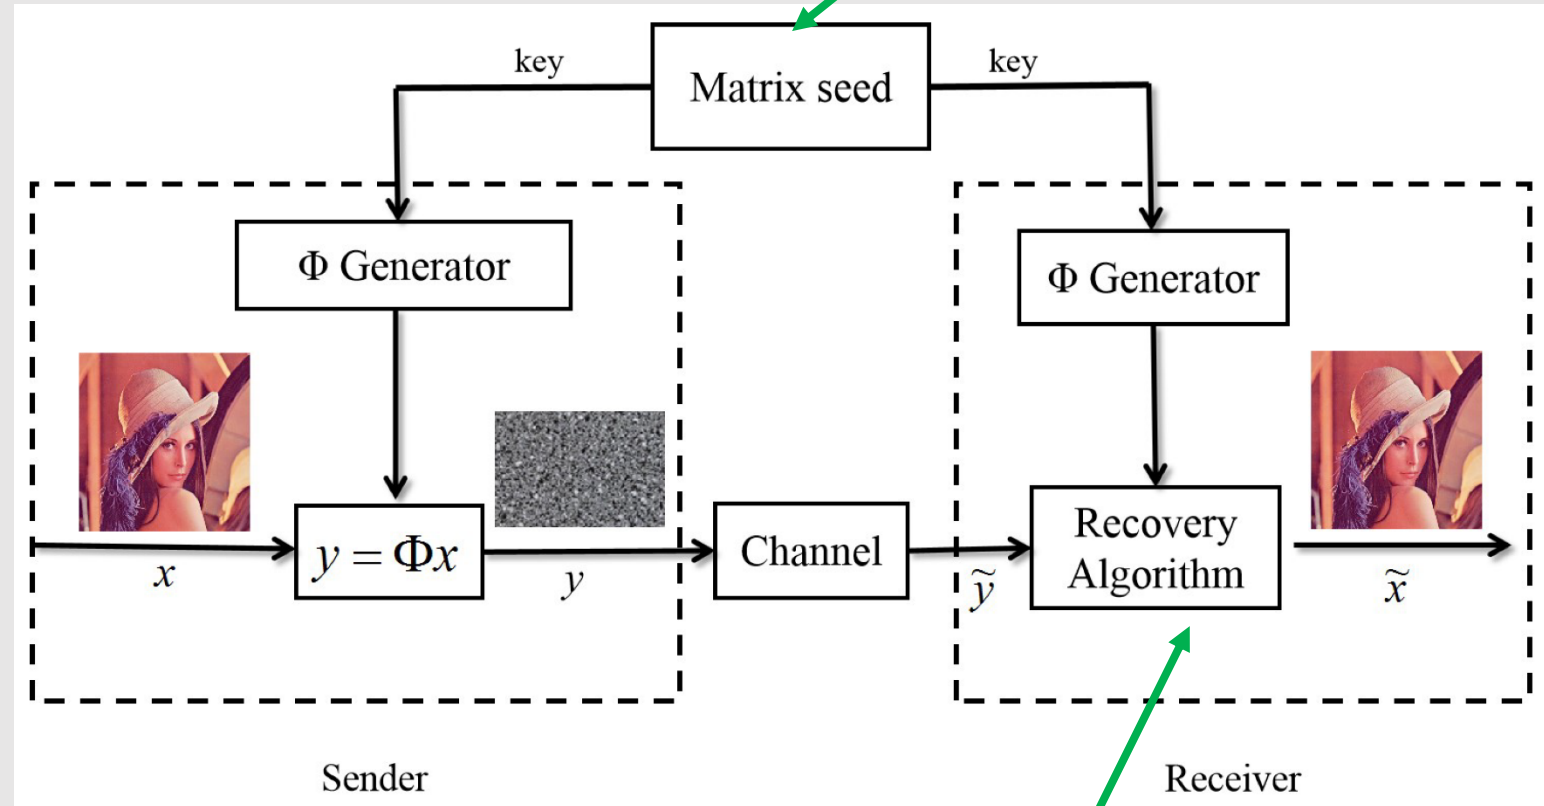 key
Matrix seed
key
Φ Generator
Φ Generator
x
y = Φx
y
Channel
ỹ
Recovery
Algorithm
x̃
Sender
Receiver